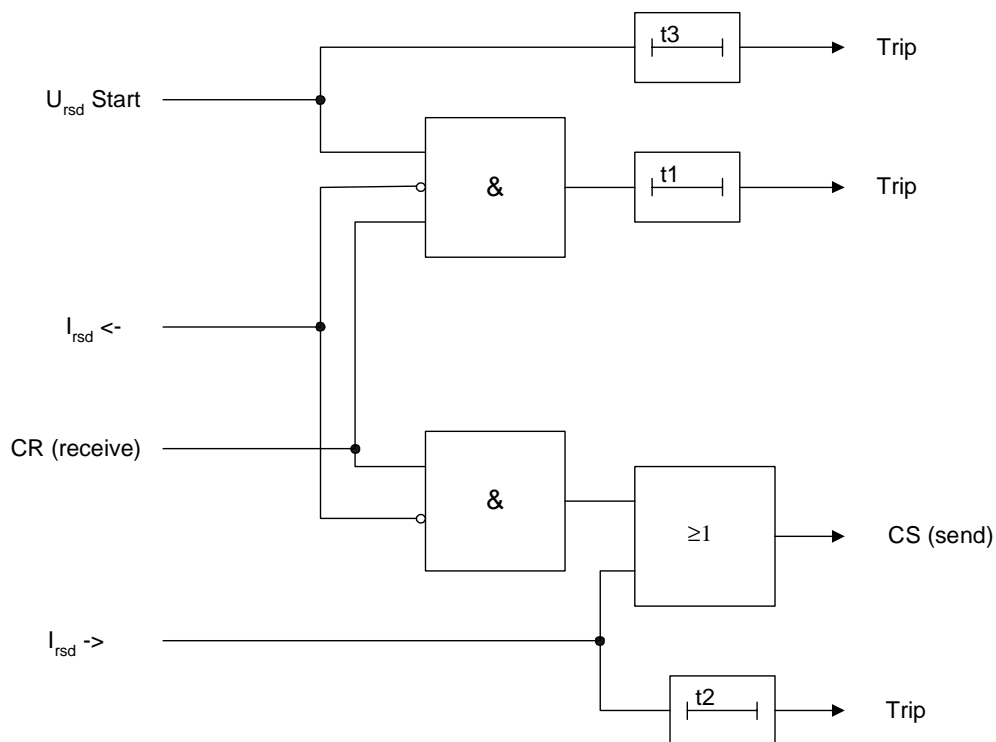 t3
Trip
U_rsd Start
&
t1
Trip
I_rsd <-
CR (receive)
&
≥1
CS (send)
I_rsd ->
t2
Trip